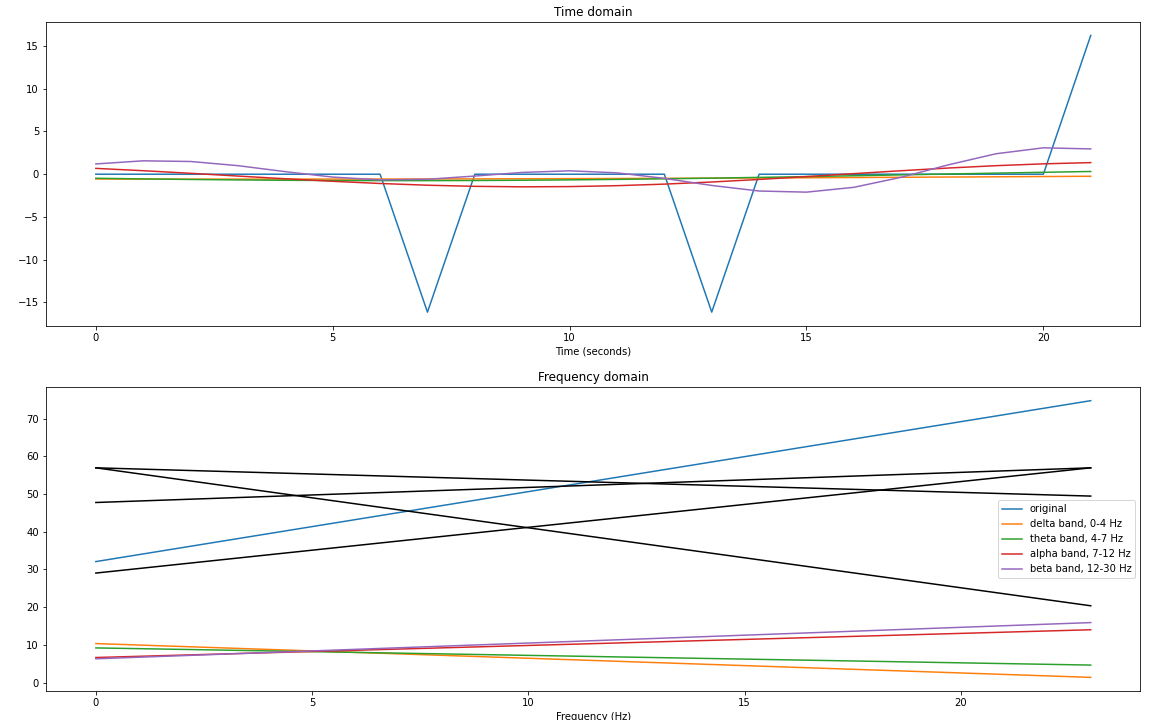 Time domain
15
10
5
0
−5
−10
−15
0 5 10 15 20
Time (seconds)
Frequency domain
70
60
50
40
30
20
10
0
original
delta band, 0-4 Hz
theta band, 4-7 Hz
alpha band, 7-12 Hz
beta band, 12-30 Hz
0 5 10 15 20
Frequency (Hz)